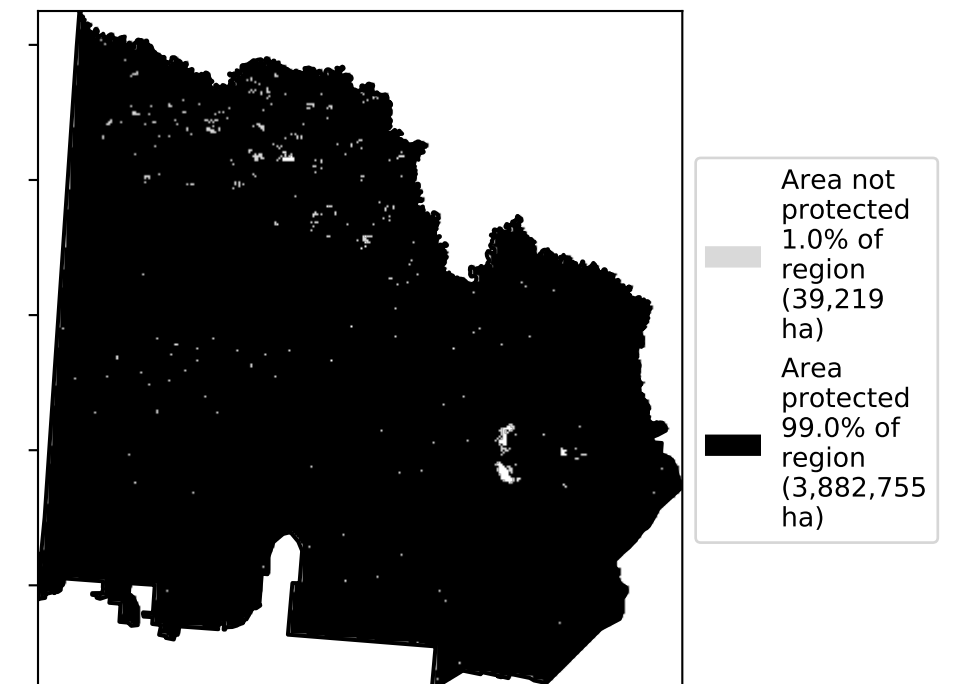 Area not
protected
1.0% of
region
(39,219
ha)
Area
protected
99.0% of
region
(3,882,755
ha)